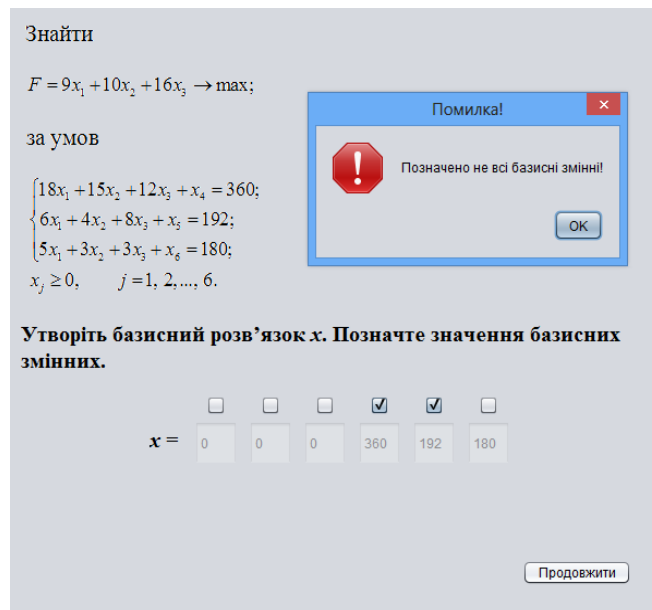 Знайти
F = 9x₁ + 10x₂ + 16x₃ → max;
Помилка!
за умов
Позначено не всі базисні змінні!
OK
18x₁ + 15x₂ + 12x₃ + x₄ = 360;
6x₁ + 4x₂ + 8x₃ + x₅ = 192;
5x₁ + 3x₂ + 3x₃ + x₆ = 180;
xⱼ ≥ 0, j = 1, 2,..., 6.
Утворіть базисний розв’язок x. Позначте значення базисних
змінних.
x = 0 0 0 360 192 180
Продовжити